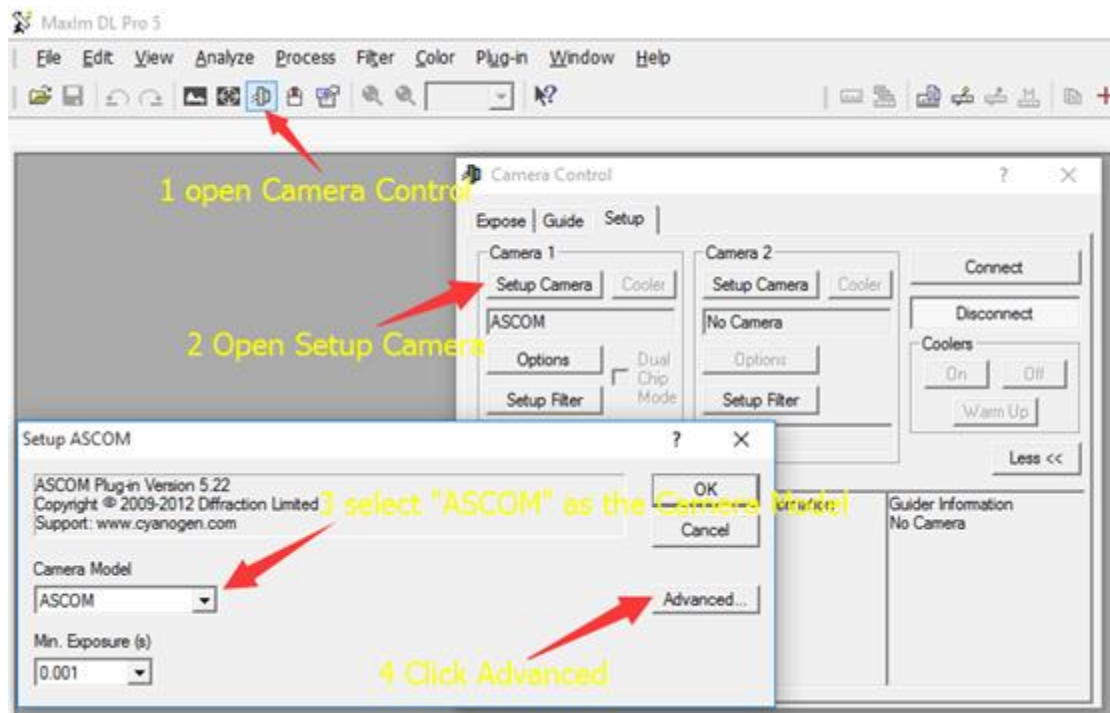 MaxIm DL Pro 5
File Edit View Analyze Process Filter Color Plug-in Window Help
1 open Camera Control
Camera Control
Expose Guide Setup
Camera 1
Setup Camera Cooler
ASCOM
Options
Dual
Chip
Mode
Setup Filter
Camera 2
Setup Camera Cooler
No Camera
Options
Setup Filter
Connect
Disconnect
Coolers
On Off
Warm Up
Less <<
2 Open Setup Camera
Guider Information
No Camera
Setup ASCOM
ASCOM Plug-in Version 5.22
Copyright © 2009-2012 Diffraction Limited
Support: www.cyanogen.com
3 select "ASCOM" as the Camera Model
OK
Cancel
Camera Model
ASCOM
Advanced...
Min. Exposure (s)
0.001
4 Click Advanced